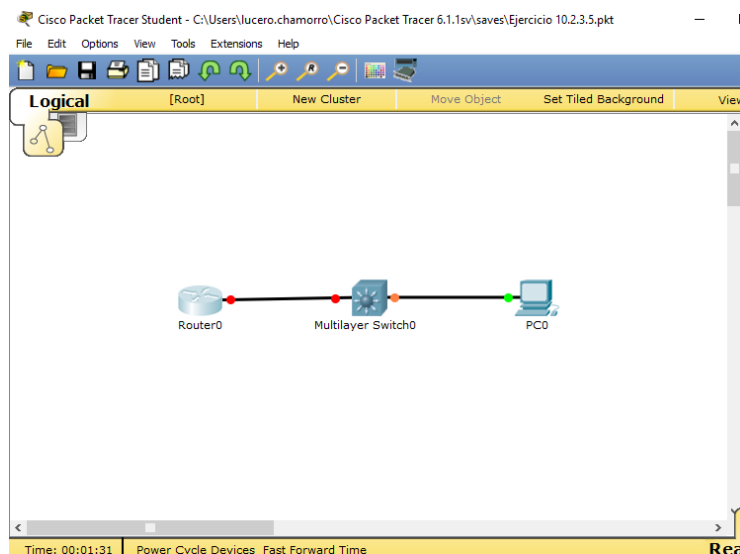 Cisco Packet Tracer Student - C:\Users\lucero.chamorro\Cisco Packet Tracer 6.1.1sv\saves\Ejercicio 10.2.3.5.pkt
File Edit Options View Tools Extensions Help
Logical [Root] New Cluster Move Object Set Tiled Background View
Router0 Multilayer Switch0 PC0
Time: 00:01:31 Power Cycle Devices Fast Forward Time Rea